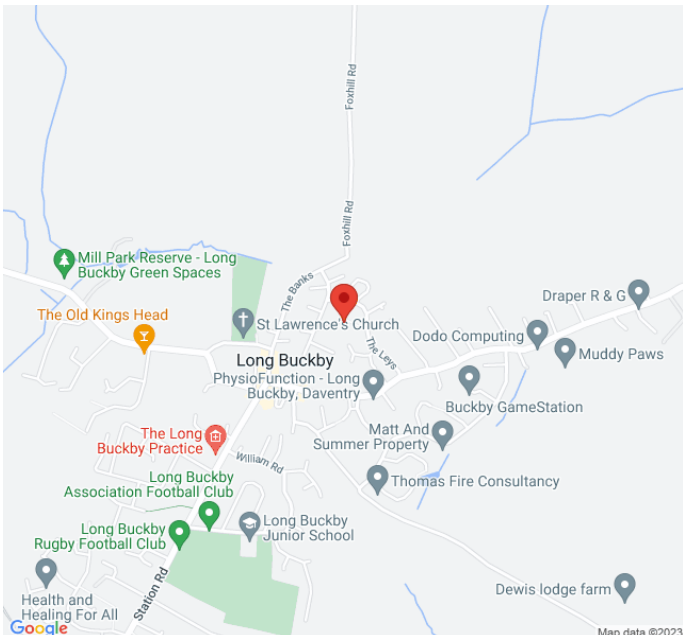 Foxhill Rd
Foxhill Rd
Mill Park Reserve - Long
Buckby Green Spaces
The Banks
Draper R & G
The Old Kings Head
St Lawrence's Church
The Leys
Dodo Computing
Muddy Paws
Long Buckby
PhysioFunction - Long
Buckby, Daventry
Buckby GameStation
Matt And
Summer Property
The Long
Buckby Practice
William Rd
Long Buckby
Association Football Club
Thomas Fire Consultancy
Long Buckby
Rugby Football Club
Long Buckby
Junior School
Station Rd
Dewis lodge farm
Health and
Healing For All
Google
Map data ©2023